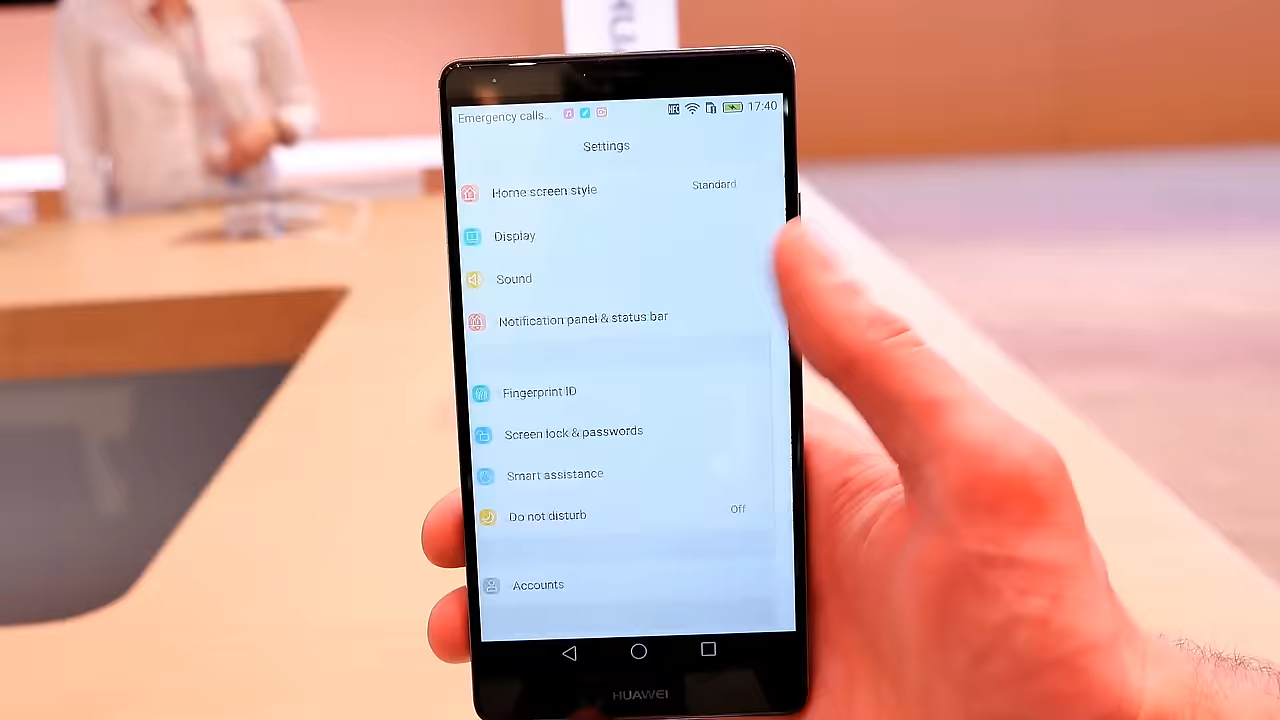 Emergency calls... 17:40
Settings
Home screen style Standard
Display
Sound
Notification panel & status bar
Fingerprint ID
Screen lock & passwords
Smart assistance
Do not disturb Off
Accounts
HUAWEI